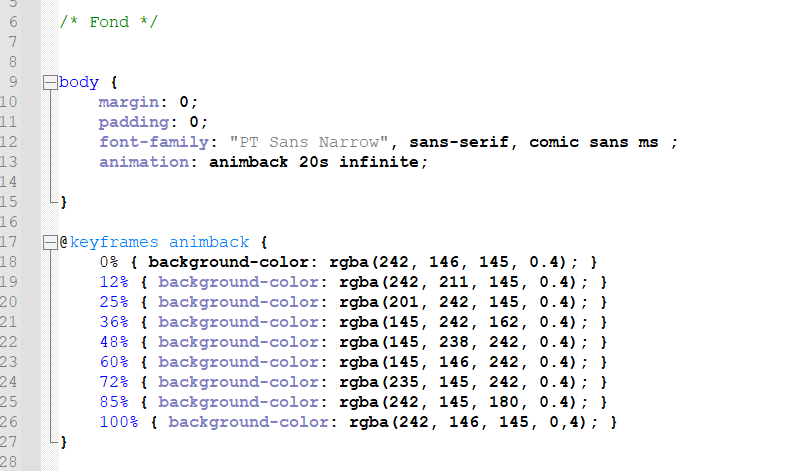 5
6 /* Fond */
7
8
9 body {
10 margin: 0;
11 padding: 0;
12 font-family: "PT Sans Narrow", sans-serif, comic sans ms ;
13 animation: animback 20s infinite;
14
15 }
16
17 @keyframes animback {
18 0% { background-color: rgba(242, 146, 145, 0.4); }
19 12% { background-color: rgba(242, 211, 145, 0.4); }
20 25% { background-color: rgba(201, 242, 145, 0.4); }
21 36% { background-color: rgba(145, 242, 162, 0.4); }
22 48% { background-color: rgba(145, 238, 242, 0.4); }
23 60% { background-color: rgba(145, 146, 242, 0.4); }
24 72% { background-color: rgba(235, 145, 242, 0.4); }
25 85% { background-color: rgba(242, 145, 180, 0.4); }
26 100% { background-color: rgba(242, 146, 145, 0,4); }
27 }
28